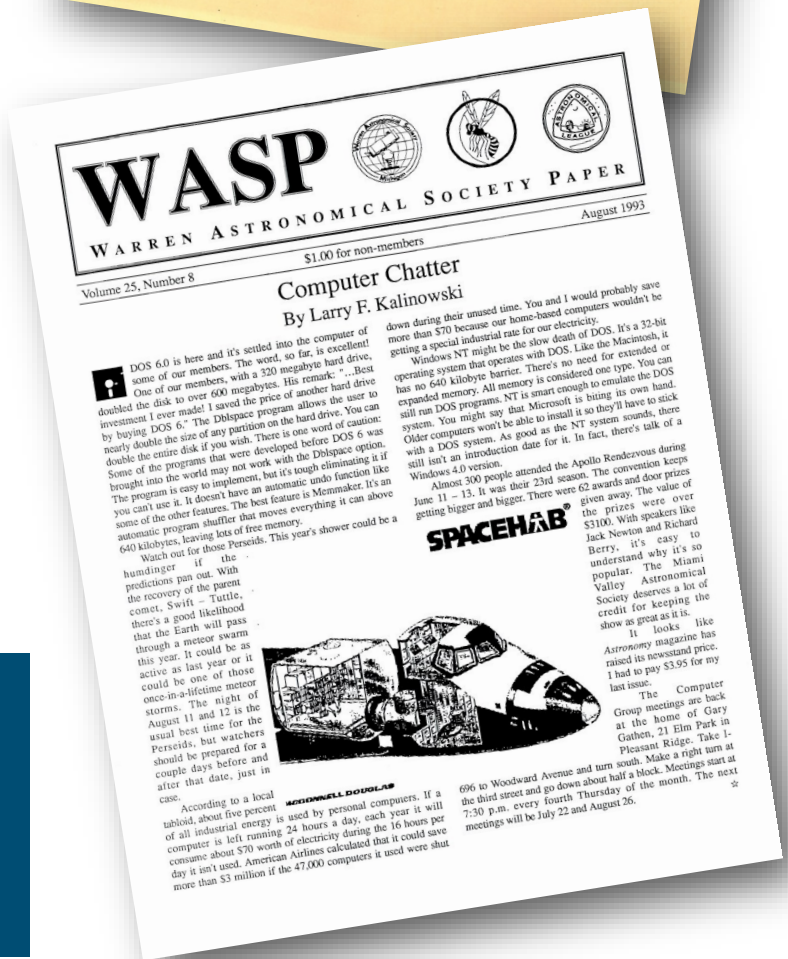 WASP
WARREN ASTRONOMICAL SOCIETY PAPER
Volume 25, Number 8
$1.00 for non-members
August 1993
Computer Chatter
By Larry F. Kalinowski
DOS 6.0 is here and it's settled into the computer of
some of our members. The word, so far, is excellent!
One of our members, with a 320 megabyte hard drive,
doubled the disk to over 600 megabytes. His remark: "…Best
investment I ever made! I saved the price of another hard drive
by buying DOS 6." The Dblspace program allows the user to
nearly double the size of any partition on the hard drive. You can
double the entire disk if you wish. There is one word of caution:
Some of the programs that were developed before DOS 6 was
brought into the world may not work with the Dblspace option.
The program is easy to implement, but it's tough eliminating it if
you can't use it. It doesn't have an automatic undo function like
some of the other features. The best feature is Memmaker. It's an
automatic program shuffler that moves everything it can above
640 kilobytes, leaving lots of free memory.
Watch out for those Perseids. This year's shower could be a
humdinger if the
predictions pan out. With
the recovery of the parent
comet, Swift – Tuttle,
there's a good likelihood
that the Earth will pass
through a meteor swarm
this year. It could be as
active as last year or it
could be one of those
once-in-a-lifetime meteor
storms. The night of
August 11 and 12 is the
usual best time for the
Perseids, but watchers
should be prepared for a
couple days before and
after that date, just in
case.
According to a local
tabloid, about five percent
of all industrial energy is used by personal computers. If a
computer is left running 24 hours a day, each year it will
consume about $70 worth of electricity during the 16 hours per
day it isn't used. American Airlines calculated that it could save
more than $3 million if the 47,000 computers it used were shut
down during their unused time. You and I would probably save
more than $70 because our home-based computers wouldn't be
getting a special industrial rate for our electricity.
Windows NT might be the slow death of DOS. It's a 32-bit
operating system that operates with DOS. Like the Macintosh, it
has no 640 kilobyte barrier. There's no need for extended or
expanded memory. All memory is considered one type. You can
still run DOS programs. NT is smart enough to emulate the DOS
system. You might say that Microsoft is biting its own hand.
Older computers won't be able to install it so they'll have to stick
with a DOS system. As good as the NT system sounds, there
still isn't an introduction date for it. In fact, there's talk of a
Windows 4.0 version.
Almost 300 people attended the Apollo Rendezvous during
June 11 – 13. It was their 23rd season. The convention keeps
getting bigger and bigger. There were 62 awards and door prizes
given away. The value of
the prizes were over
$3100. With speakers like
Jack Newton and Richard
Berry, it's easy to
understand why it's so
popular. The Miami
Valley Astronomical
Society deserves a lot of
credit for keeping the
show as great as it is.
It looks like
Astronomy magazine has
raised its newsstand price.
I had to pay $3.95 for my
last issue.
The Computer
Group meetings are back
at the home of Gary
Gathen, 21 Elm Park in
Pleasant Ridge. Take I-
696 to Woodward Avenue and turn south. Make a right turn at
the third street and go down about half a block. Meetings start at
7:30 p.m. every fourth Thursday of the month. The next
meetings will be July 22 and August 26. ☆
SPACEHAB®
MCDONNELL DOUGLAS